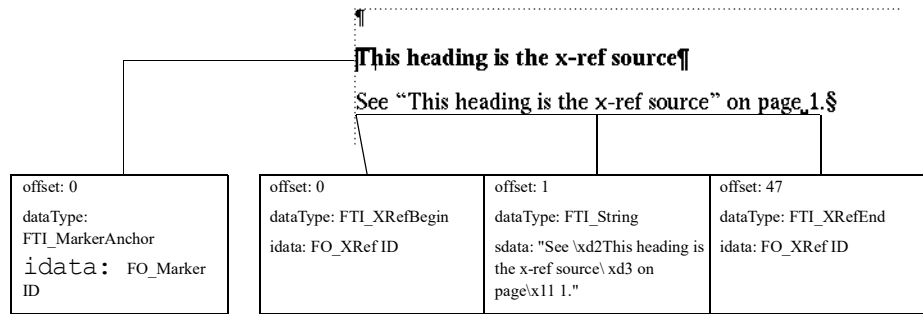 ¶
This heading is the x-ref source¶
See “This heading is the x-ref source” on page 1.§
offset: 0
dataType:
FTI_MarkerAnchor
idata: FO_Marker
ID
offset: 0
dataType: FTI_XRefBegin
idata: FO_XRef ID
offset: 1
dataType: FTI_String
sdata: "See \xd2This heading is
the x-ref source\ xd3 on
page\x11 1."
offset: 47
dataType: FTI_XRefEnd
idata: FO_XRef ID